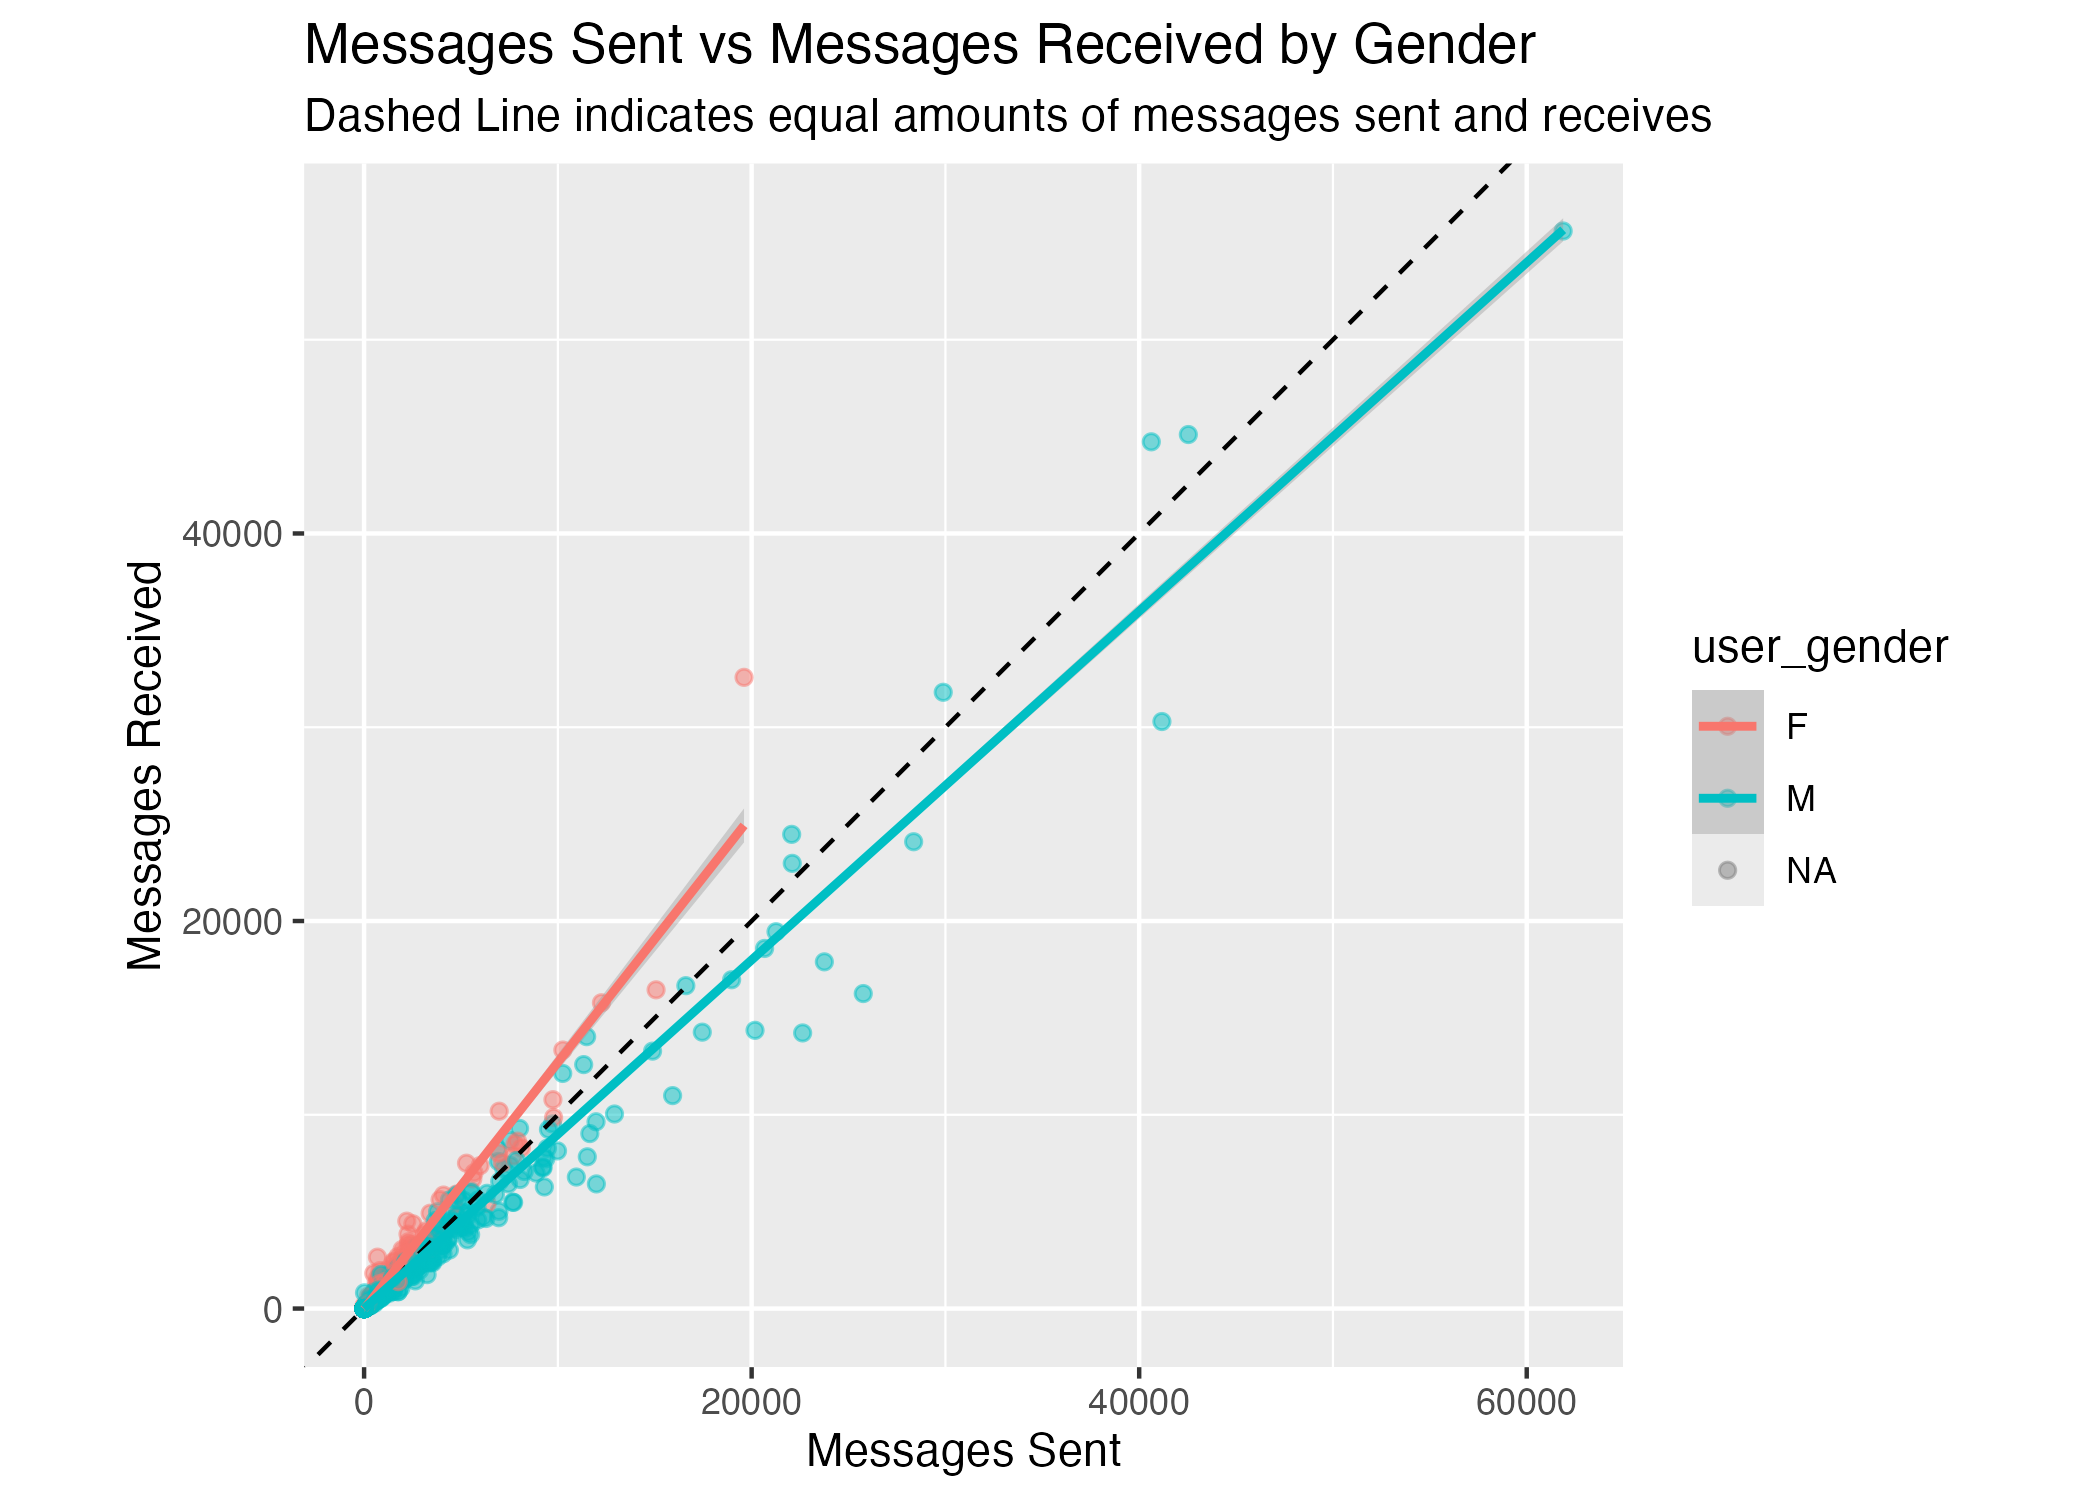 Messages Sent vs Messages Received by Gender
Dashed Line indicates equal amounts of messages sent and receives
Messages Received
40000
20000
0
0 20000 40000 60000
Messages Sent
user_gender
F
M
NA